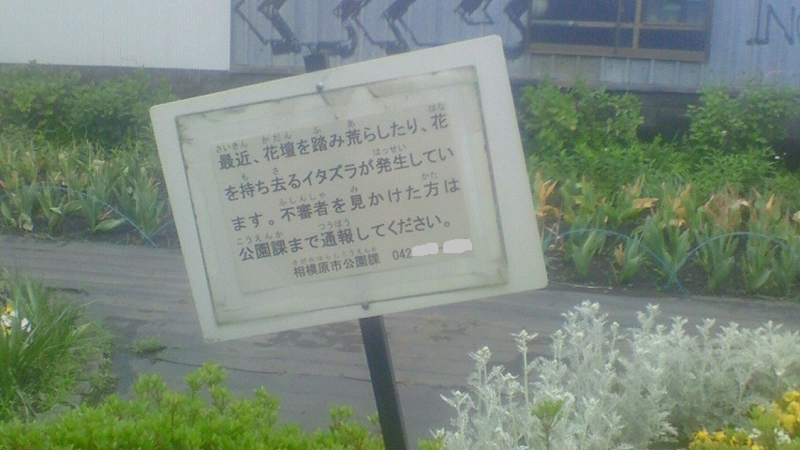 最近、花壇を踏み荒らしたり、花
を持ち去るイタズラが発生してい
ます。不審者を見かけた方は
公園課まで通報してください。
相模原市公園課 042